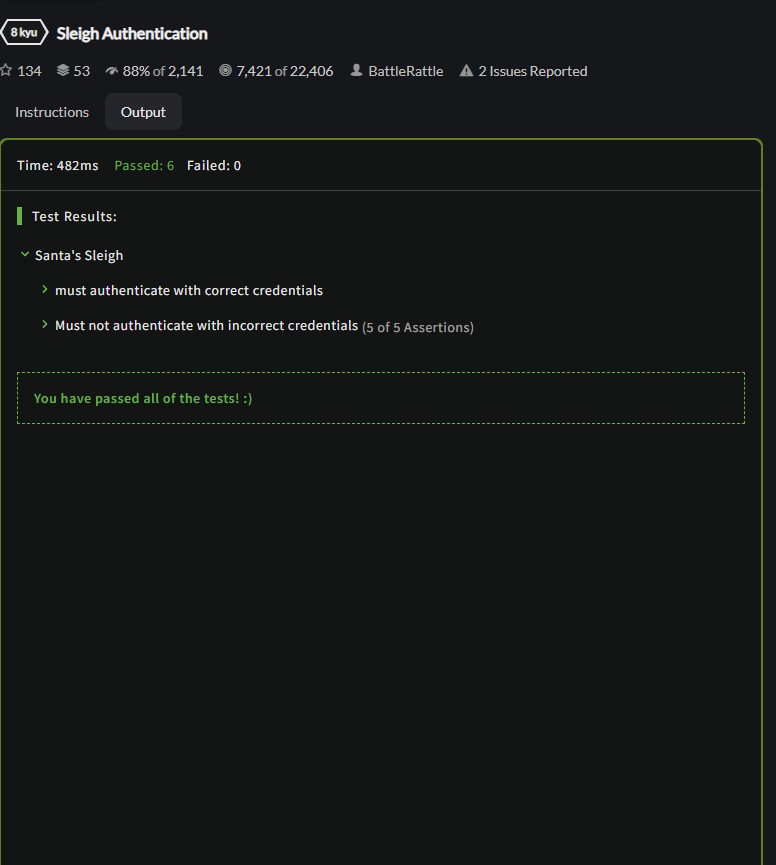 8 kyu Sleigh Authentication
134 53 88% of 2,141 7,421 of 22,406 BattleRattle 2 Issues Reported
Instructions Output
Time: 482ms Passed: 6 Failed: 0
Test Results:
Santa's Sleigh
must authenticate with correct credentials
Must not authenticate with incorrect credentials (5 of 5 Assertions)
You have passed all of the tests! :)